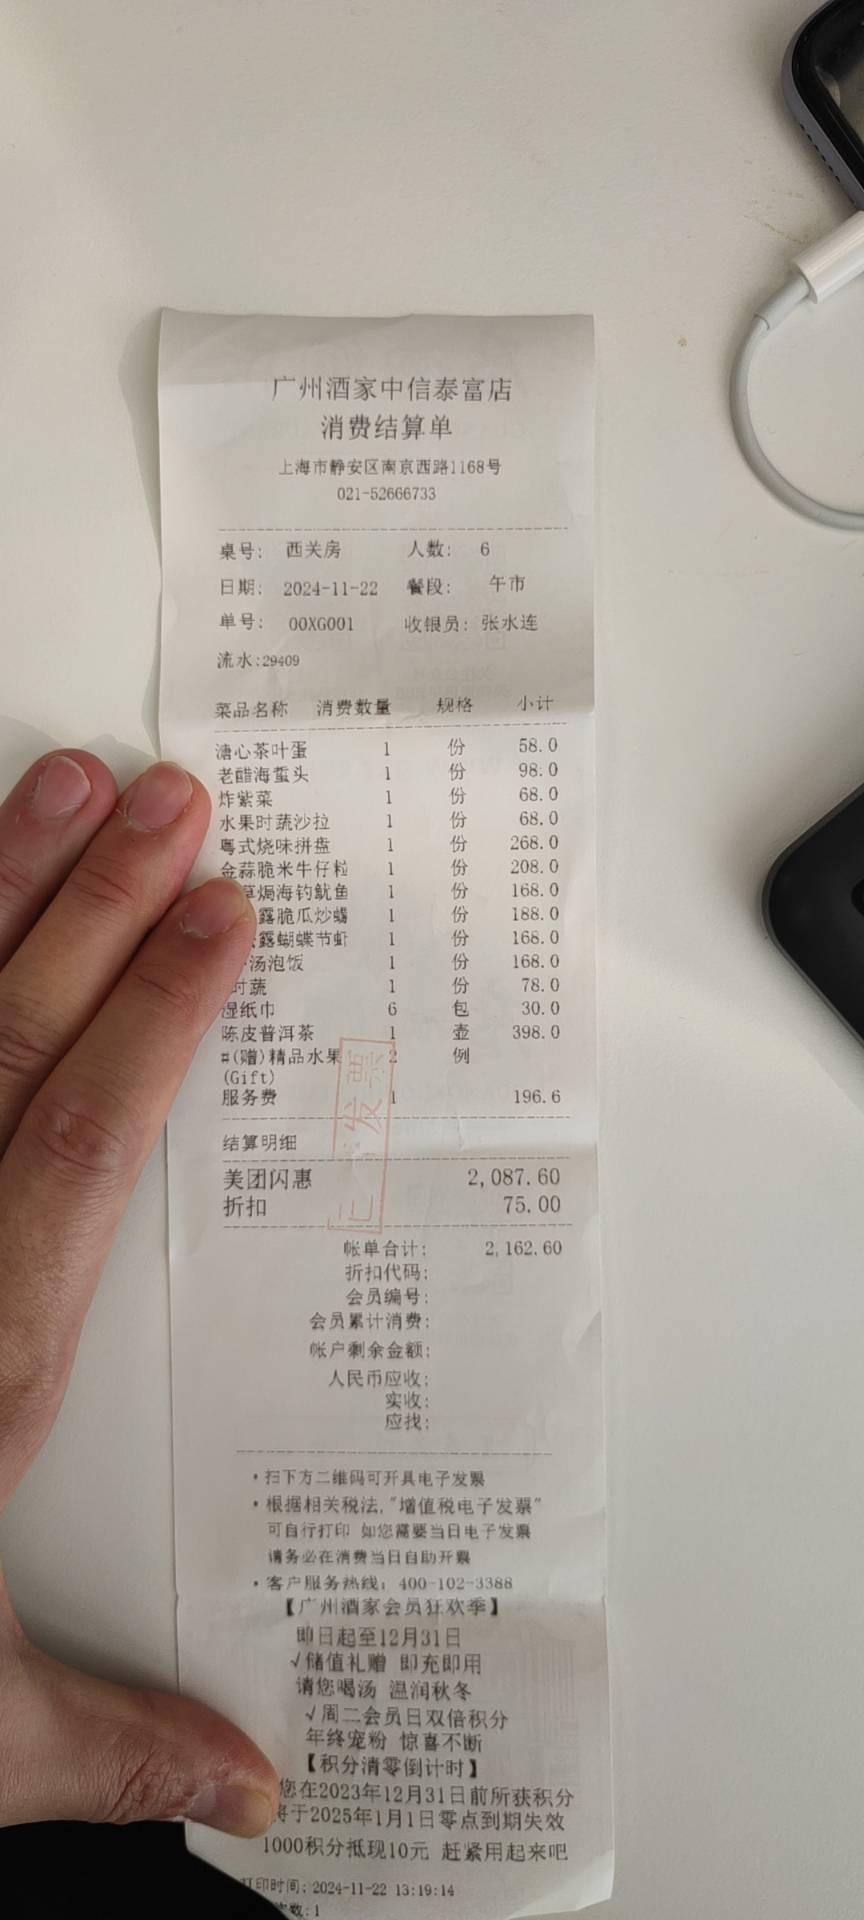 广州酒家中信泰富店
消费结算单
上海市静安区南京西路1168号
021-52666733
桌号: 西关房 人数: 6
日期: 2024-11-22 餐段: 午市
单号: 00XG001 收银员: 张水连
流水:29409
菜品名称 消费数量 规格 小计
溏心茶叶蛋 1 份 58.0
老醋海蜇头 1 份 98.0
炸紫菜 1 份 68.0
水果时蔬沙拉 1 份 68.0
粤式烧味拼盘 1 份 268.0
金蒜脆米牛仔粒 1 份 208.0
草焗海钓鱿鱼 1 份 168.0
露脆瓜炒螺 1 份 188.0
露蝴蝶节虾 1 份 168.0
汤泡饭 1 份 168.0
时蔬 1 份 78.0
湿纸巾 6 包 30.0
陈皮普洱茶 1 壶 398.0
#(赠)精品水果 2 例
(Gift)
服务费 1 196.6
结算明细
美团闪惠 2,087.60
折扣 75.00
帐单合计: 2,162.60
折扣代码:
会员编号:
会员累计消费:
帐户剩余金额:
人民币应收:
实收:
应找:
·扫下方二维码可开具电子发票
·根据相关税法,"增值税电子发票"
可自行打印 如您需要当日电子发票
请务必在消费当日自助开票
·客户服务热线: 400-102-3388
【广州酒家会员狂欢季】
即日起至12月31日
√储值礼赠 即充即用
请您喝汤 温润秋冬
√周二会员日双倍积分
年终宠粉 惊喜不断
【积分清零倒计时】
您在2023年12月31日前所获积分
将于2025年1月1日零点到期失效
1000积分抵现10元 赶紧用起来吧
打印时间: 2024-11-22 13:19:14
次数:1